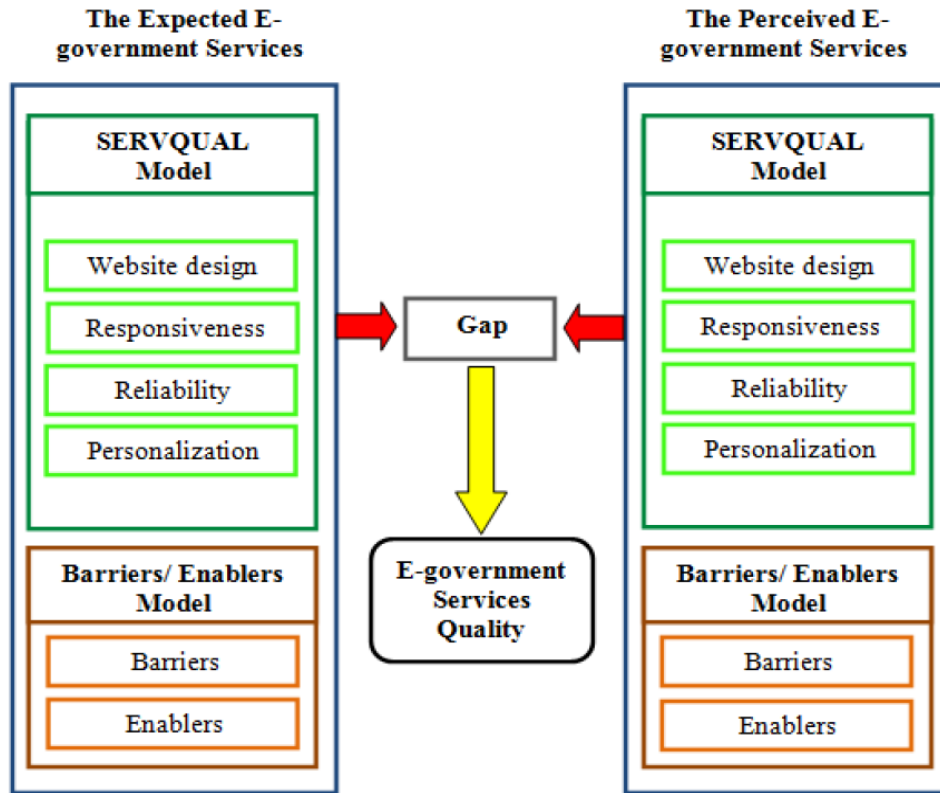 The Expected E-
government Services
SERVQUAL
Model
Website design
Responsiveness
Reliability
Personalization
Barriers/ Enablers
Model
Barriers
Enablers
Gap
E-government
Services
Quality
The Perceived E-
government Services
SERVQUAL
Model
Website design
Responsiveness
Reliability
Personalization
Barriers/ Enablers
Model
Barriers
Enablers